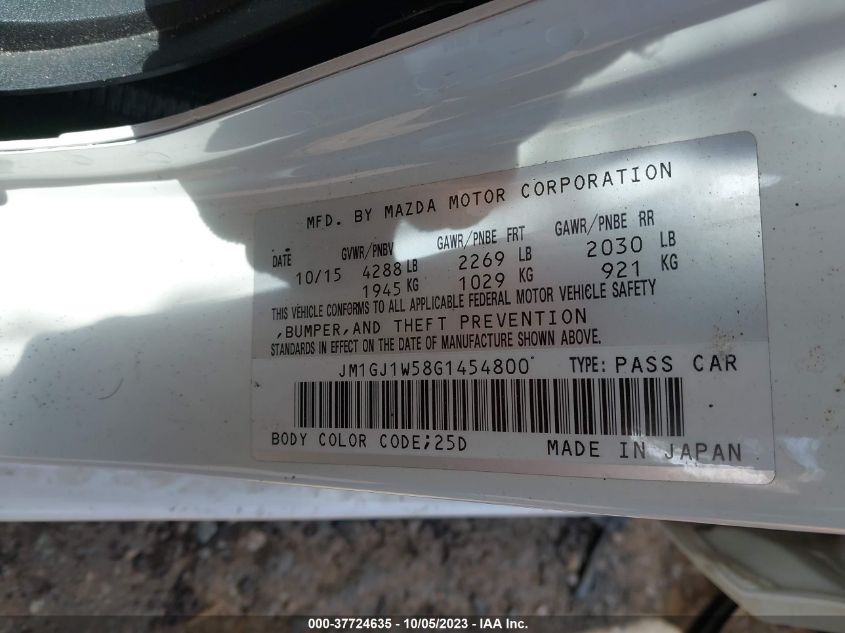 MFD. BY MAZDA MOTOR CORPORATION
DATE GVWR/PNBV GAWR/PNBE FRT GAWR/PNBE RR
10/15 4288 LB 2269 LB 2030 LB
1945 KG 1029 KG 921 KG
THIS VEHICLE CONFORMS TO ALL APPLICABLE FEDERAL MOTOR VEHICLE SAFETY
,BUMPER,AND THEFT PREVENTION
STANDARDS IN EFFECT ON THE DATE OF MANUFACTURE SHOWN ABOVE.
JM1GJ1W58G1454800 TYPE: PASS CAR
BODY COLOR CODE;25D MADE IN JAPAN
000-37724635 - 10/05/2023 - IAA Inc.